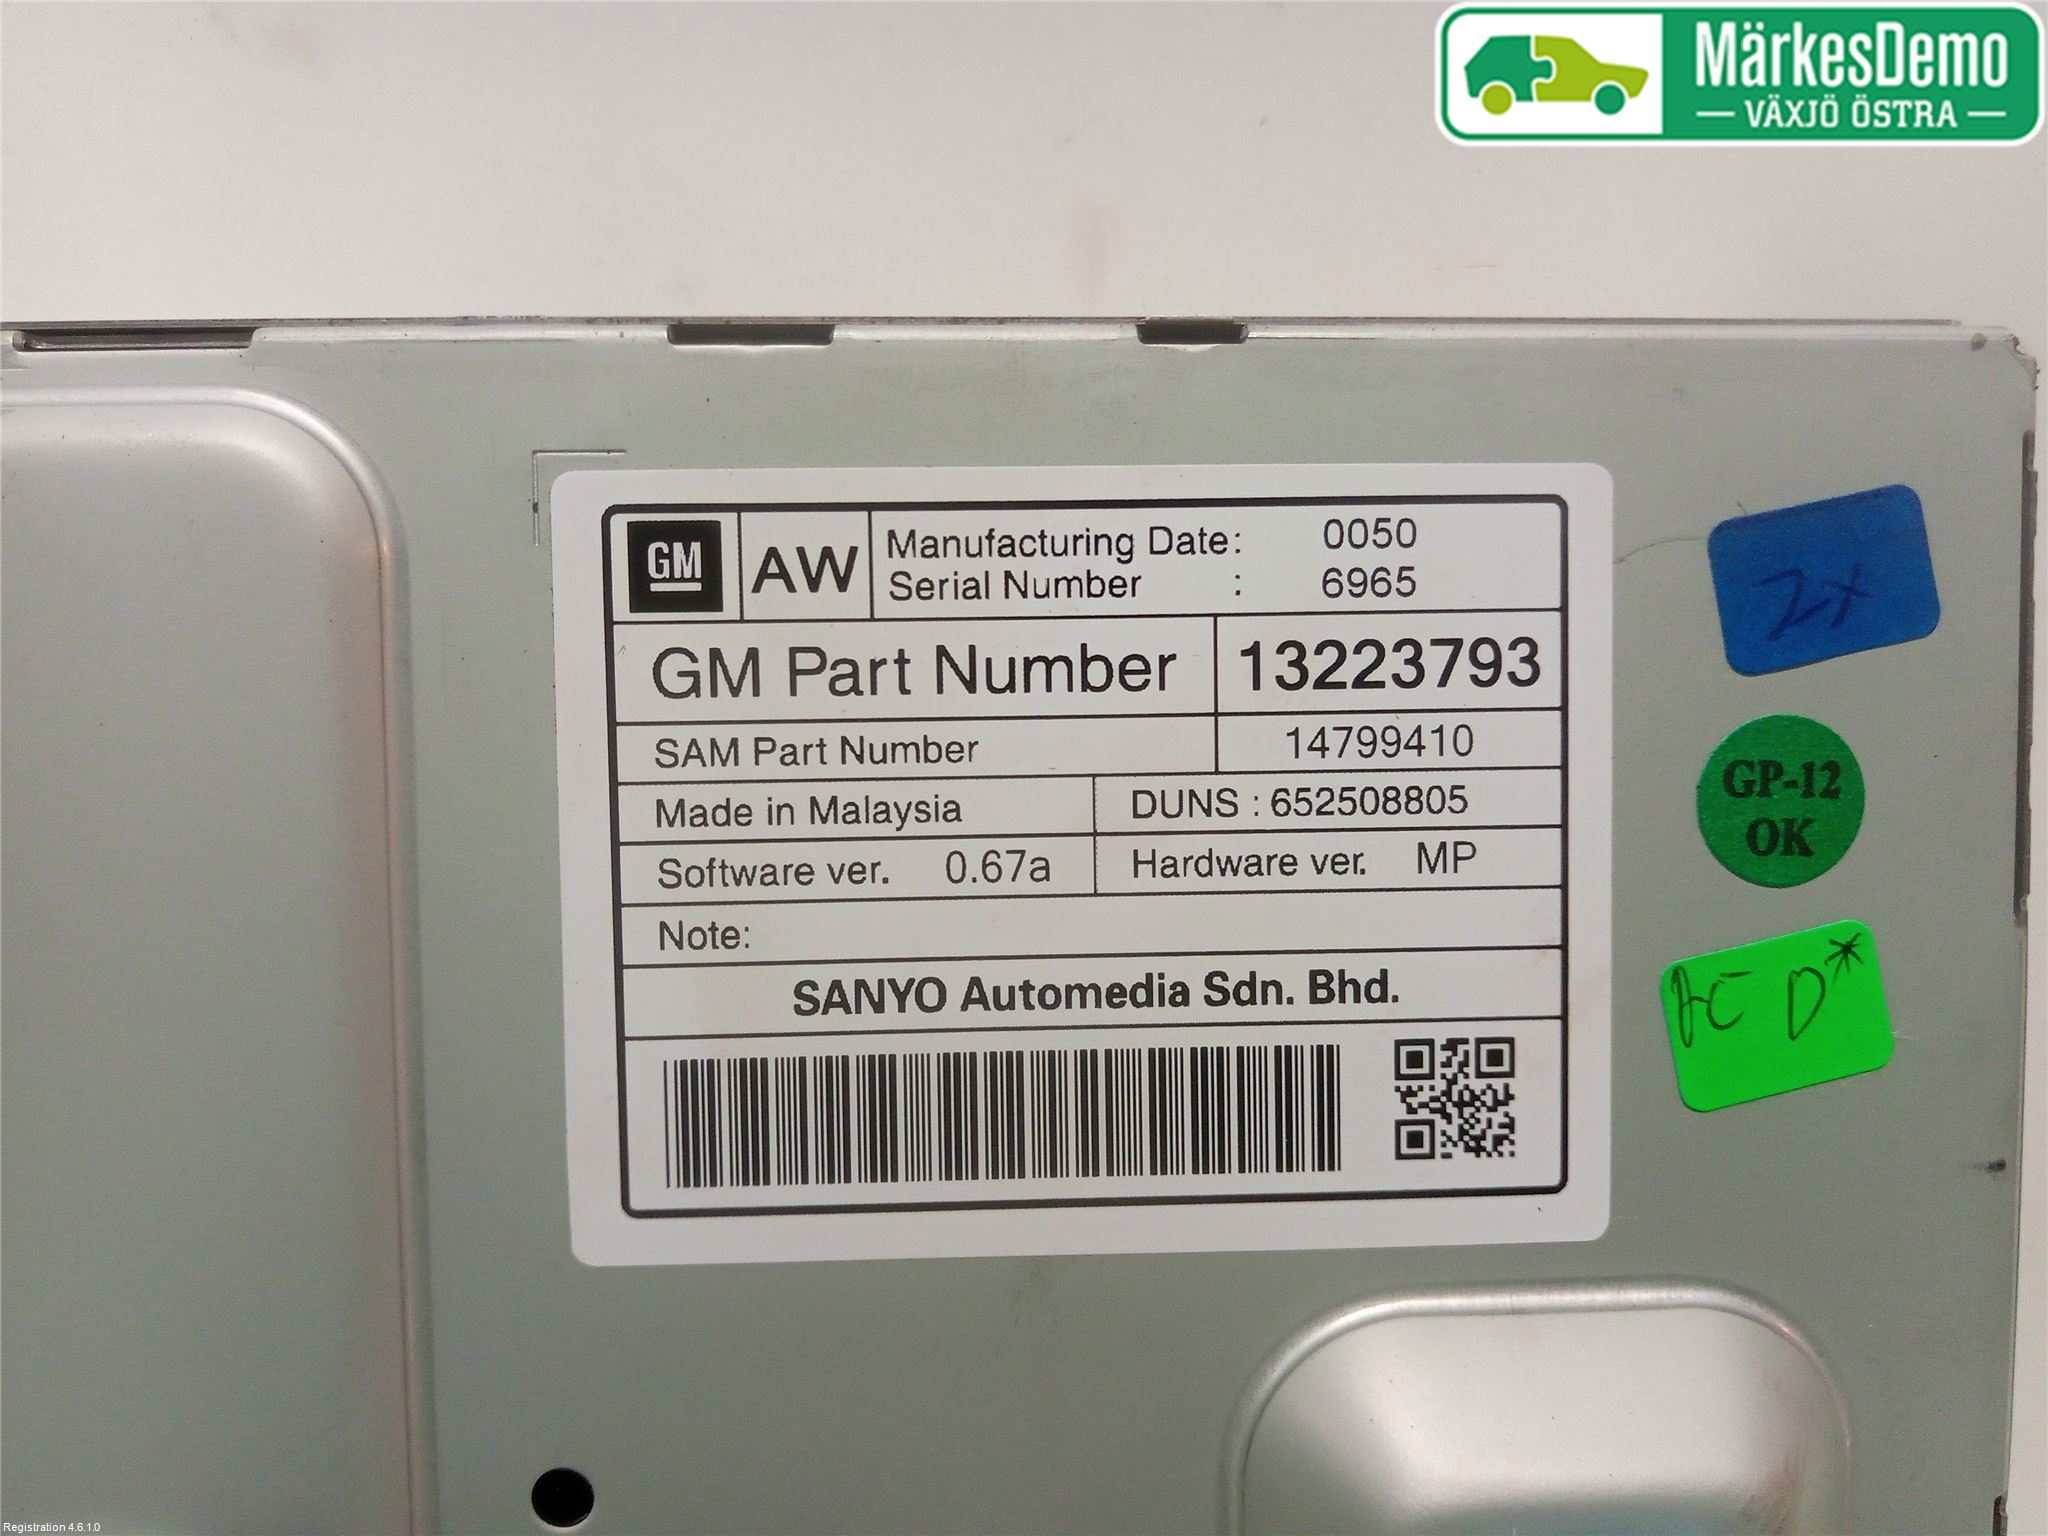 MärkesDemo
VÄXJÖ ÖSTRA
GM
AW
Manufacturing Date: 0050
Serial Number : 6965
GM Part Number 13223793
SAM Part Number 14799410
Made in Malaysia DUNS : 652508805
Software ver. 0.67a Hardware ver. MP
Note:
SANYO Automedia Sdn. Bhd.
GP-12
OK
D*
Registration 4.6.1.0